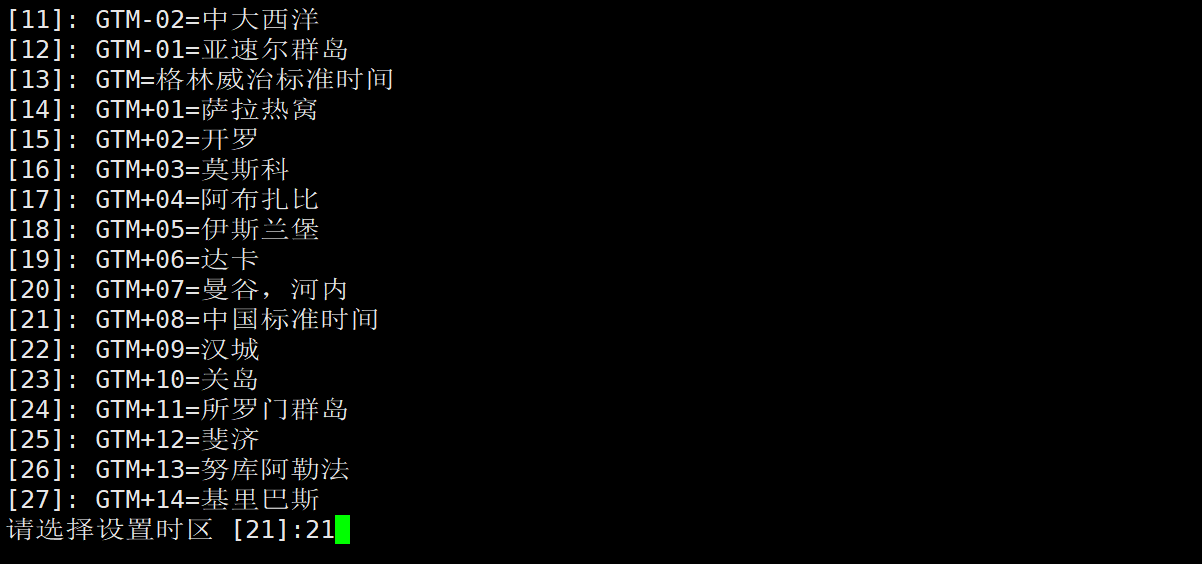 [11]: GTM-02=中大西洋
[12]: GTM-01=亚速尔群岛
[13]: GTM=格林威治标准时间
[14]: GTM+01=萨拉热窝
[15]: GTM+02=开罗
[16]: GTM+03=莫斯科
[17]: GTM+04=阿布扎比
[18]: GTM+05=伊斯兰堡
[19]: GTM+06=达卡
[20]: GTM+07=曼谷，河内
[21]: GTM+08=中国标准时间
[22]: GTM+09=汉城
[23]: GTM+10=关岛
[24]: GTM+11=所罗门群岛
[25]: GTM+12=斐济
[26]: GTM+13=努库阿勒法
[27]: GTM+14=基里巴斯
请选择设置时区 [21]:21